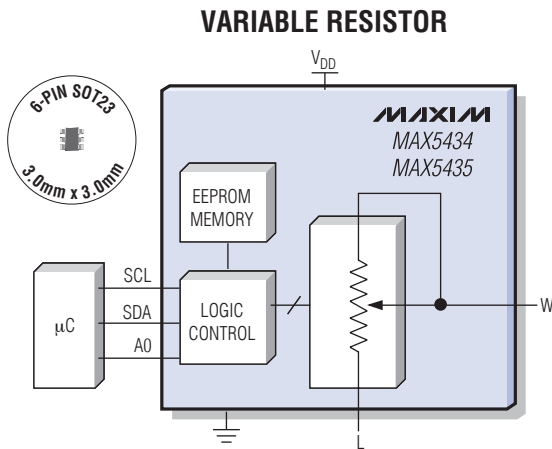 VARIABLE RESISTOR
V_DD
6-PIN SOT23
3.0mm x 3.0mm
MAXIM
MAX5434
MAX5435
EEPROM
MEMORY
SCL
SDA
A0
µC
LOGIC
CONTROL
W
L